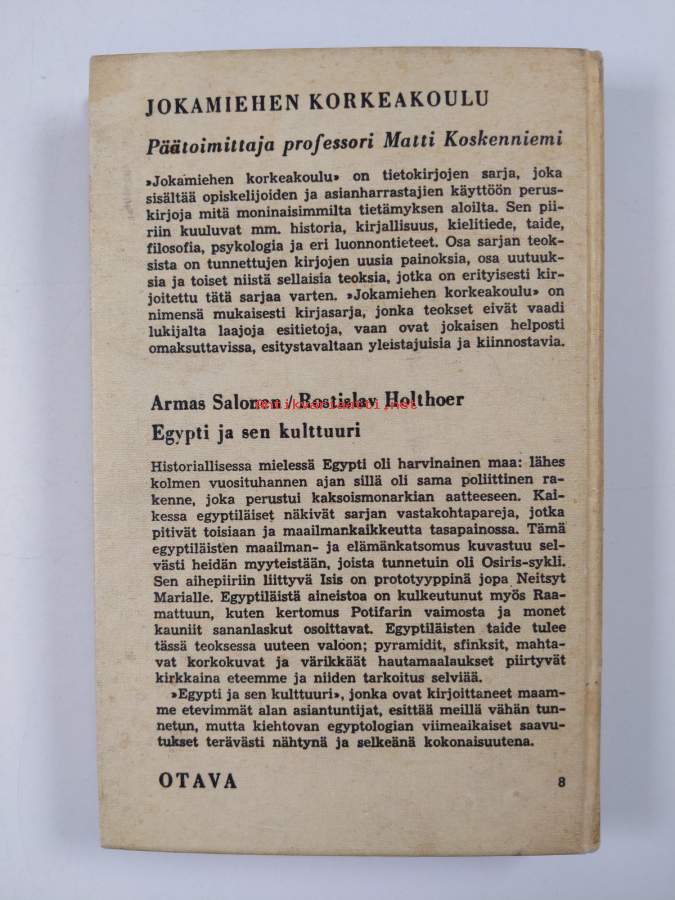 JOKAMIEHEN KORKEAKOULU
Päätoimittaja professori Matti Koskenniemi
»Jokamiehen korkeakoulu» on tietokirjojen sarja, joka
sisältää opiskelijoiden ja asianharrastajien käyttöön perus-
kirjoja mitä moninaisimmilta tietämyksen aloilta. Sen pii-
riin kuuluvat mm. historia, kirjallisuus, kielitiede, taide,
filosofia, psykologia ja eri luonnontieteet. Osa sarjan teok-
sista on tunnettujen kirjojen uusia painoksia, osa uutuuk-
sia ja toiset niistä sellaisia teoksia, jotka on erityisesti kir-
joitettu tätä sarjaa varten. »Jokamiehen korkeakoulu» on
nimensä mukaisesti kirjasarja, jonka teokset eivät vaadi
lukijalta laajoja esitietoja, vaan ovat jokaisen helposti
omaksuttavissa, esitystavaltaan yleistajuisia ja kiinnostavia.
Armas Salonen / Rostislav Holthoer
antikvariaatti.net
Egypti ja sen kulttuuri
Historiallisessa mielessä Egypti oli harvinainen maa: lähes
kolmen vuosituhannen ajan sillä oli sama poliittinen ra-
kenne, joka perustui kaksoismonarkian aatteeseen. Kai-
kessa egyptiläiset näkivät sarjan vastakohtapareja, jotka
pitivät toisiaan ja maailmankaikkeutta tasapainossa. Tämä
egyptiläisten maailman- ja elämänkatsomus kuvastuu sel-
västi heidän myyteistään, joista tunnetuin oli Osiris-sykli.
Sen aihepiiriin liittyvä Isis on prototyyppinä jopa Neitsyt
Marialle. Egyptiläistä aineistoa on kulkeutunut myös Raa-
mattuun, kuten kertomus Potifarin vaimosta ja monet
kauniit sananlaskut osoittavat. Egyptiläisten taide tulee
tässä teoksessa uuteen valoon; pyramidit, sfinksit, mahta-
vat korkokuvat ja värikkäät hautamaalaukset piirtyvät
kirkkaina eteemme ja niiden tarkoitus selviää.
»Egypti ja sen kulttuuri», jonka ovat kirjoittaneet maam-
me etevimmät alan asiantuntijat, esittää meillä vähän tun-
netun, mutta kiehtovan egyptologian viimeaikaiset saavu-
tukset terävästi nähtynä ja selkeänä kokonaisuutena.
OTAVA
8